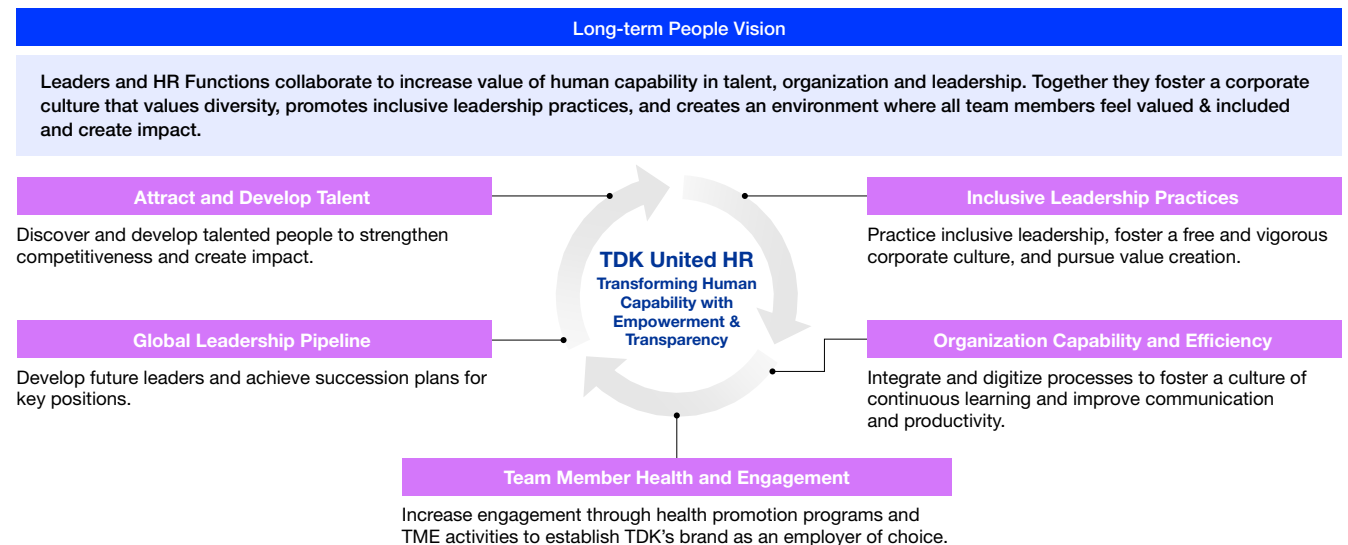 Long-term People Vision
Leaders and HR Functions collaborate to increase value of human capability in talent, organization and leadership. Together they foster a corporate
culture that values diversity, promotes inclusive leadership practices, and creates an environment where all team members feel valued & included
and create impact.
Attract and Develop Talent
Discover and develop talented people to strengthen
competitiveness and create impact.
Global Leadership Pipeline
Develop future leaders and achieve succession plans for
key positions.
TDK United HR
Transforming Human
Capability with
Empowerment &
Transparency
Inclusive Leadership Practices
Practice inclusive leadership, foster a free and vigorous
corporate culture, and pursue value creation.
Organization Capability and Efficiency
Integrate and digitize processes to foster a culture of
continuous learning and improve communication
and productivity.
Team Member Health and Engagement
Increase engagement through health promotion programs and
TME activities to establish TDK's brand as an employer of choice.